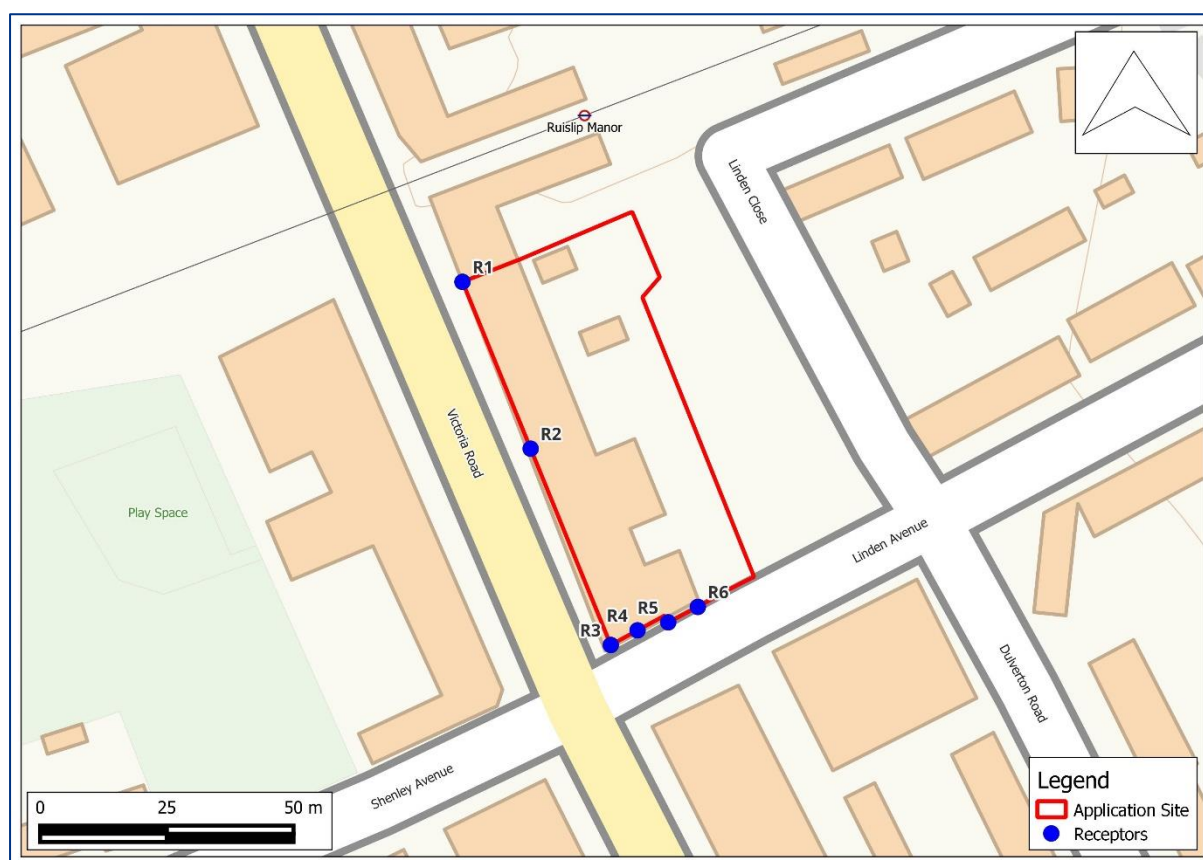 Ruislip Manor
Linden Close
R1
Victoria Road
R2
Play Space
Linden Avenue
R6
R5
R4
R3
Dulverton Road
Shenley Avenue
0 25 50 m
Legend
Application Site
Receptors